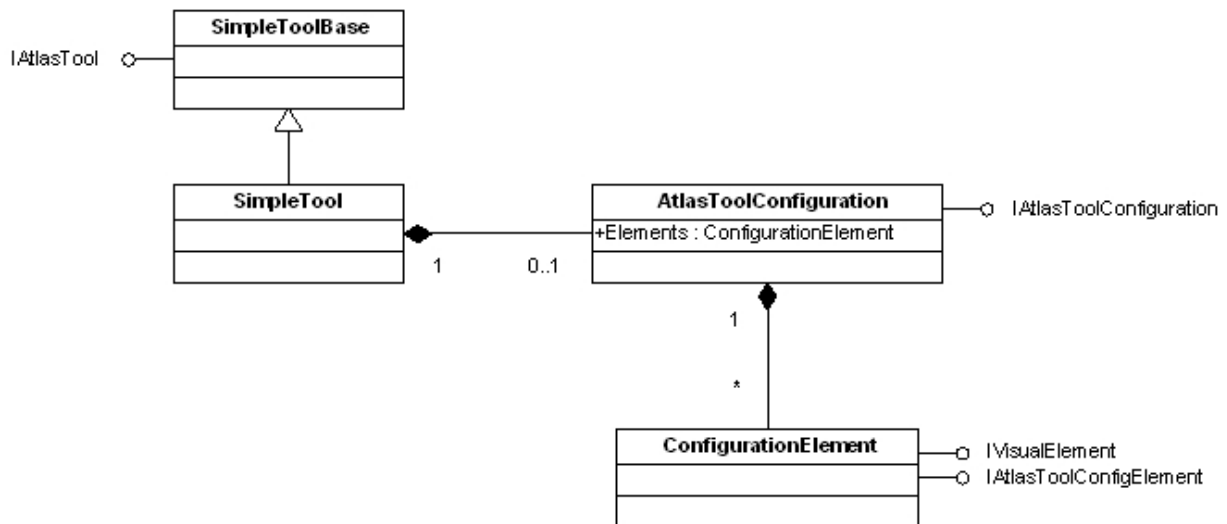 SimpleToolBase
IAtlasTool
SimpleTool
AtlasToolConfiguration
IAtlasToolConfiguration
+Elements : ConfigurationElement
1
0..1
1
*
ConfigurationElement
IVisualElement
IAtlasToolConfigElement